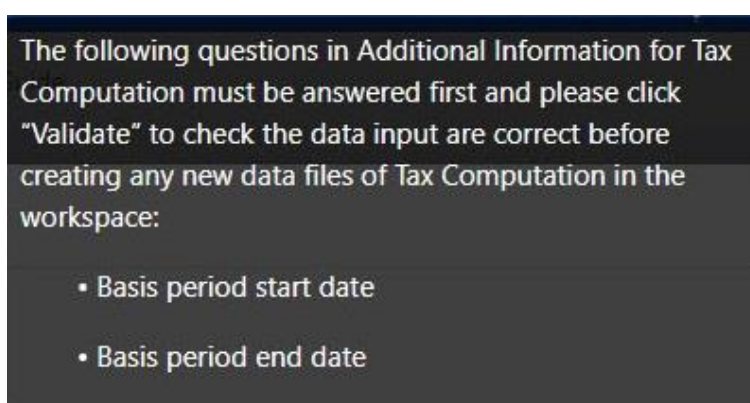 The following questions in Additional Information for Tax
Computation must be answered first and please click
"Validate" to check the data input are correct before
creating any new data files of Tax Computation in the
workspace:
• Basis period start date
• Basis period end date